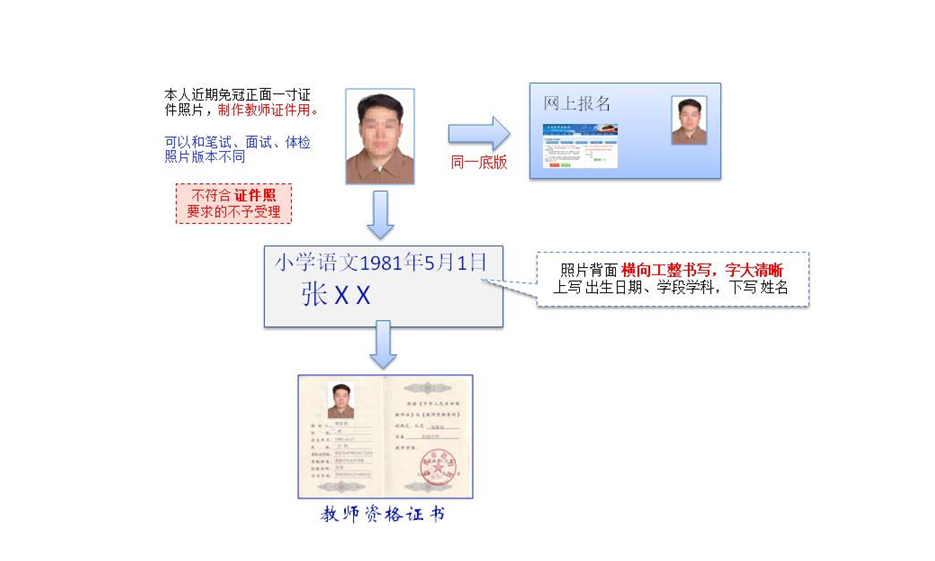 本人近期免冠正面一寸证
件照片，制作教师证件用。
可以和笔试、面试、体检
照片版本不同
不符合 证件照
要求的不予受理
同一底版
网上报名
小学语文1981年5月1日
张 X X
照片背面 横向工整书写，字大清晰
上写 出生日期、学段学科，下写 姓名
教师资格证书